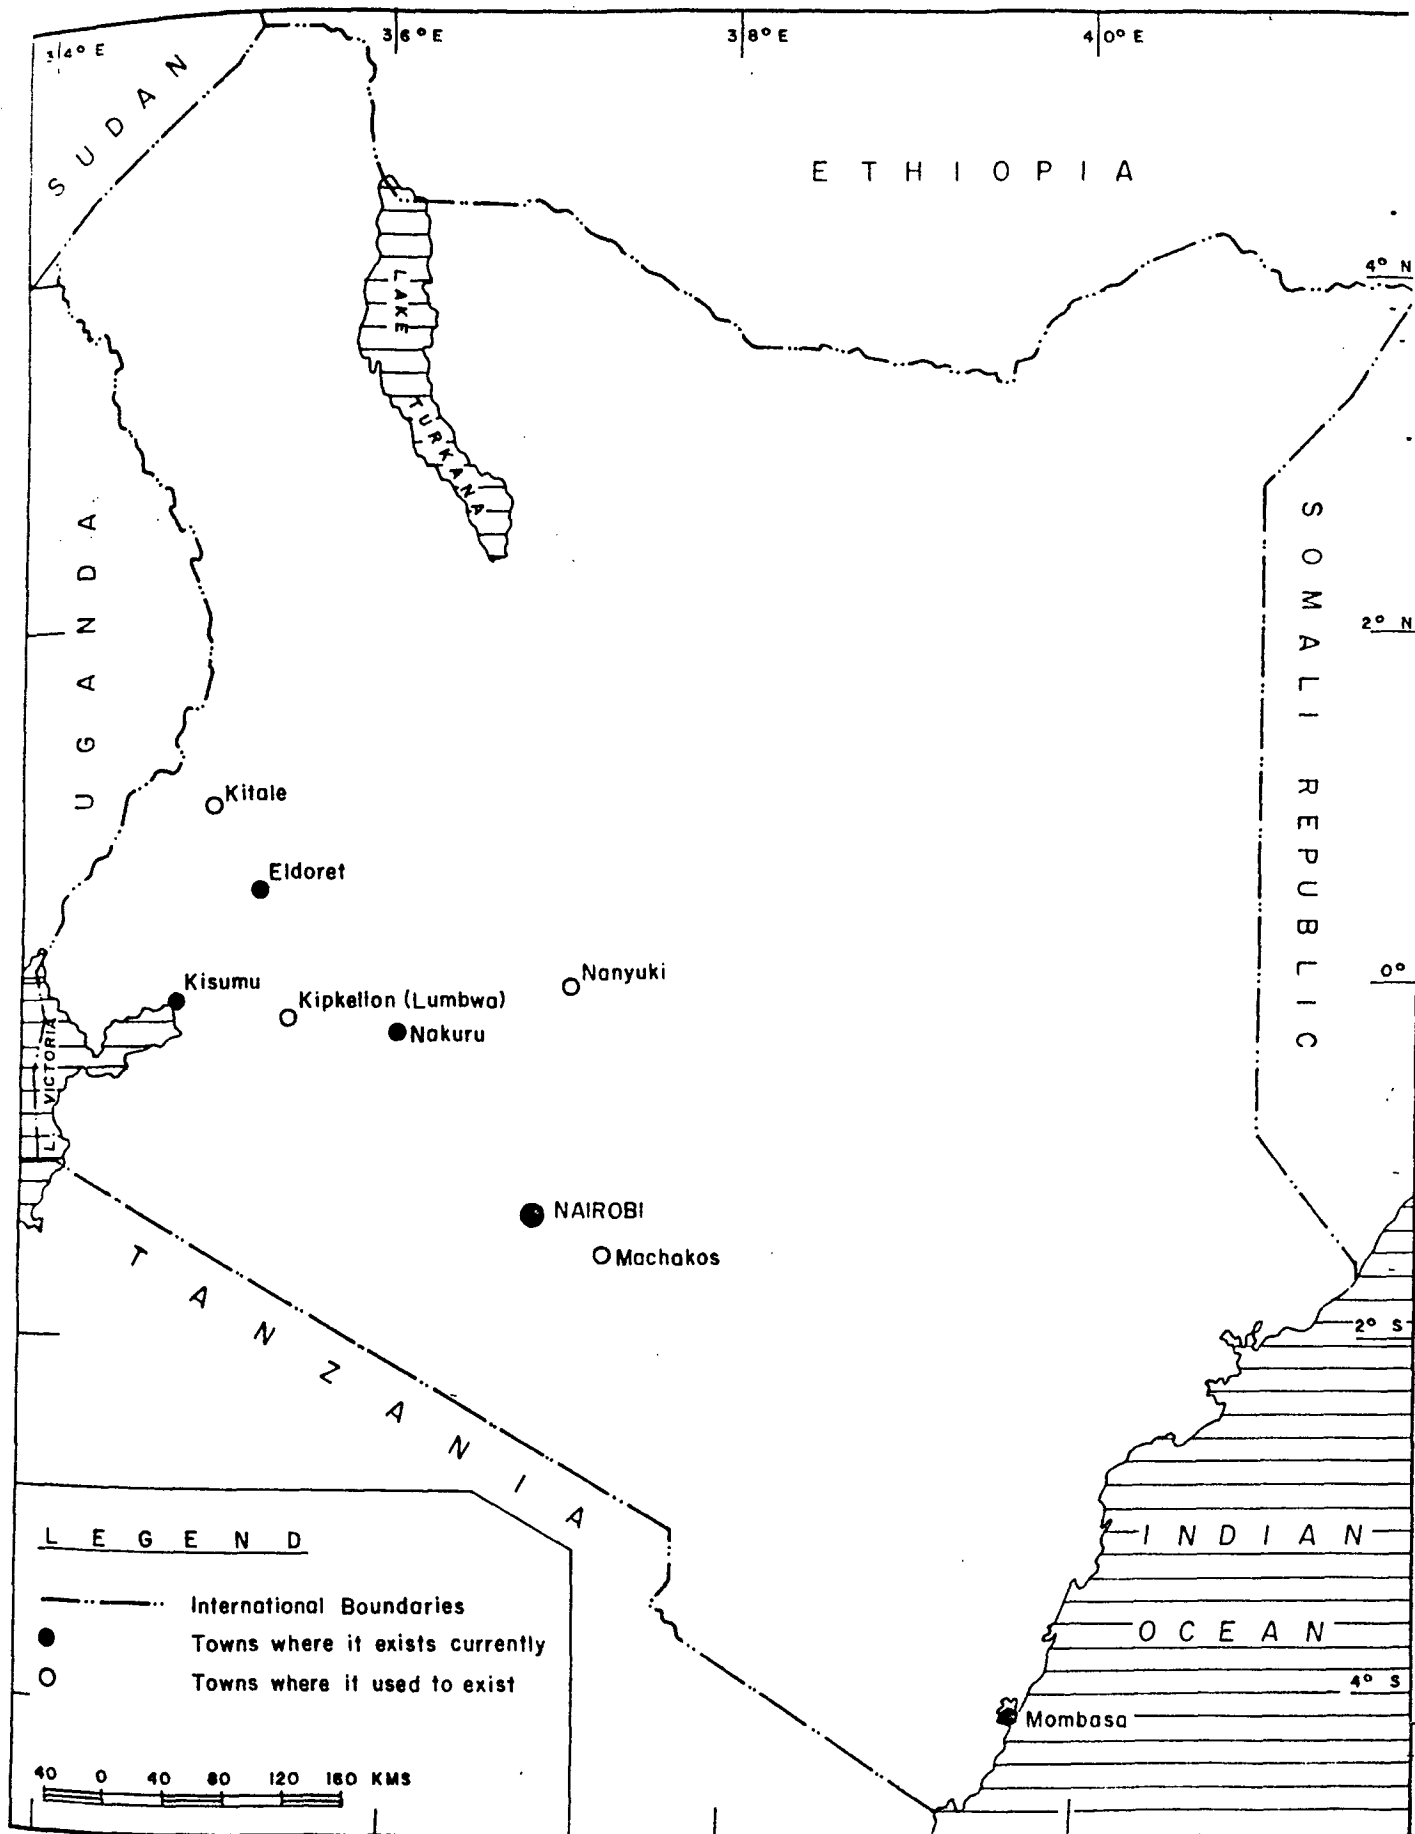 34° E
36° E
38° E
40° E
SUDAN
ETHIOPIA
4° N
LAKE
TURKANA
UGANDA
SOMALI REPUBLIC
2° N
Kitale
Eldoret
Kisumu
Nanyuki
0°
Kipkellon (Lumbwa)
Nakuru
L. VICTORIA
NAIROBI
Machakos
TANZANIA
2° S
INDIAN
OCEAN
4° S
Mombasa
LEGEND
International Boundaries
Towns where it exists currently
Towns where it used to exist
40 0 40 80 120 160 KMS